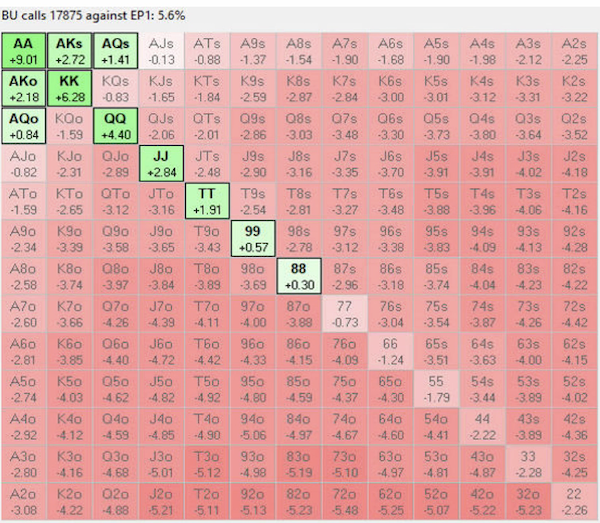 BU calls 17875 against EP1: 5.6%
AA AKs AQs AJs ATs A9s A8s A7s A6s A5s A4s A3s A2s
+9.01 +2.72 +1.41 -0.13 -0.88 -1.37 -1.54 -1.90 -1.68 -1.90 -1.98 -2.12 -2.25
AKo KK KQs KJs KTs K9s K8s K7s K6s K5s K4s K3s K2s
+2.18 +6.28 -0.83 -1.65 -1.84 -2.59 -2.87 -2.84 -3.00 -3.01 -3.12 -3.31 -3.22
AQo KQo QQ QJs QTs Q9s Q8s Q7s Q6s Q5s Q4s Q3s Q2s
+0.84 -1.59 +4.40 -2.06 -2.01 -2.86 -3.03 -3.48 -3.30 -3.73 -3.80 -3.64 -3.52
AJo KJo QJo JJ JTs J9s J8s J7s J6s J5s J4s J3s J2s
-0.82 -2.31 -2.89 +2.84 -2.48 -2.90 -3.16 -3.35 -3.70 -3.91 -3.91 -4.02 -4.18
ATo KTo QTo JTo TT T9s T8s T7s T6s T5s T4s T3s T2s
-1.59 -2.65 -3.12 -3.16 +1.91 -2.54 -2.81 -3.27 -3.48 -3.88 -3.96 -4.06 -4.16
A9o K9o Q9o J9o T9o 99 98s 97s 96s 95s 94s 93s 92s
-2.34 -3.39 -3.58 -3.65 -3.43 +0.57 -2.78 -3.12 -3.38 -3.83 -4.09 -4.13 -4.28
A8o K8o Q8o J8o T8o 98o 88 87s 86s 85s 84s 83s 82s
-2.58 -3.74 -3.97 -3.84 -3.89 -3.69 +0.30 -2.96 -3.18 -3.74 -4.04 -4.23 -4.22
A7o K7o Q7o J7o T7o 97o 87o 77 76s 75s 74s 73s 72s
-2.60 -3.66 -4.26 -4.39 -4.11 -4.00 -3.88 -0.73 -3.04 -3.54 -3.87 -4.26 -4.42
A6o K6o Q6o J6o T6o 96o 86o 76o 66 65s 64s 63s 62s
-2.81 -3.85 -4.40 -4.72 -4.42 -4.33 -4.15 -4.09 -1.24 -3.51 -3.63 -4.00 -4.15
A5o K5o Q5o J5o T5o 95o 85o 75o 65o 55 54s 53s 52s
-2.74 -4.03 -4.62 -4.82 -4.92 -4.80 -4.59 -4.37 -4.30 -1.79 -3.44 -3.89 -4.02
A4o K4o Q4o J4o T4o 94o 84o 74o 64o 54o 44 43s 42s
-2.92 -4.12 -4.59 -4.85 -4.90 -5.06 -4.97 -4.67 -4.60 -4.41 -2.22 -3.89 -4.36
A3o K3o Q3o J3o T3o 93o 83o 73o 63o 53o 43o 33 32s
-2.80 -4.16 -4.68 -5.01 -5.12 -4.98 -5.19 -5.10 -4.97 -4.81 -4.87 -2.28 -4.25
A2o K2o Q2o J2o T2o 92o 82o 72o 62o 52o 42o 32o 22
-3.08 -4.22 -4.88 -5.21 -5.11 -5.13 -5.23 -5.48 -5.25 -5.07 -5.22 -5.23 -2.26